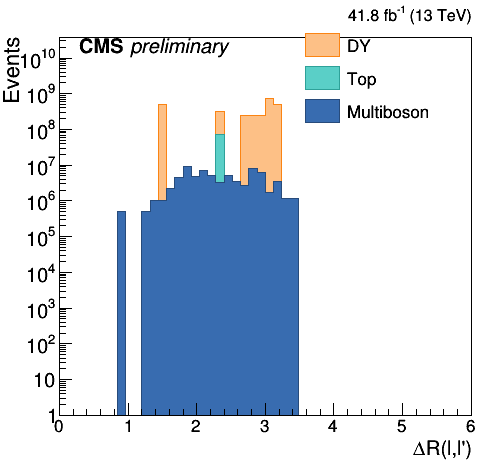 41.8 fb⁻¹ (13 TeV)
CMS preliminary
DY
Top
Multiboson
Events
10¹⁰
10⁹
10⁸
10⁷
10⁶
10⁵
10⁴
10³
10²
10
1
0 1 2 3 4 5 6
ΔR(l,l')